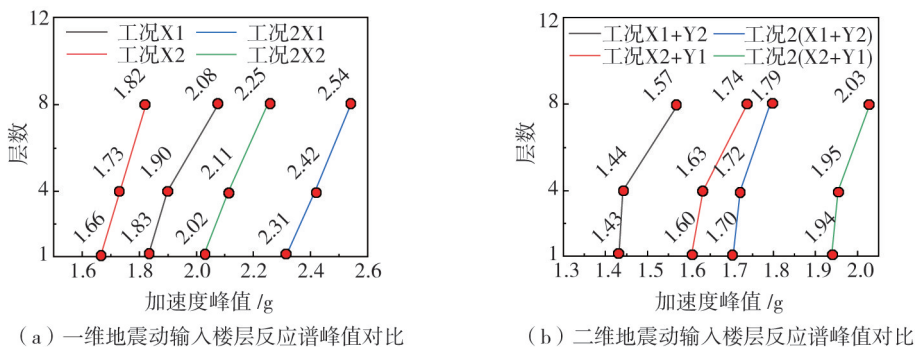 12
工况X1 工况2X1
工况X2 工况2X2
1.82 2.08 2.25 2.54
8
1.73 1.90 2.11 2.42
层数
4
1.66 1.83 2.02 2.31
1
1.6 1.8 2.0 2.2 2.4 2.6
加速度峰值 /g
（a）一维地震动输入楼层反应谱峰值对比
12
工况X1+Y2 工况2(X1+Y2)
工况X2+Y1 工况2(X2+Y1)
1.57 1.74 1.79 2.03
8
1.44 1.63 1.72 1.95
层数
4
1.43 1.60 1.70 1.94
1
1.3 1.4 1.5 1.6 1.7 1.8 1.9 2.0
加速度峰值 /g
（b）二维地震动输入楼层反应谱峰值对比